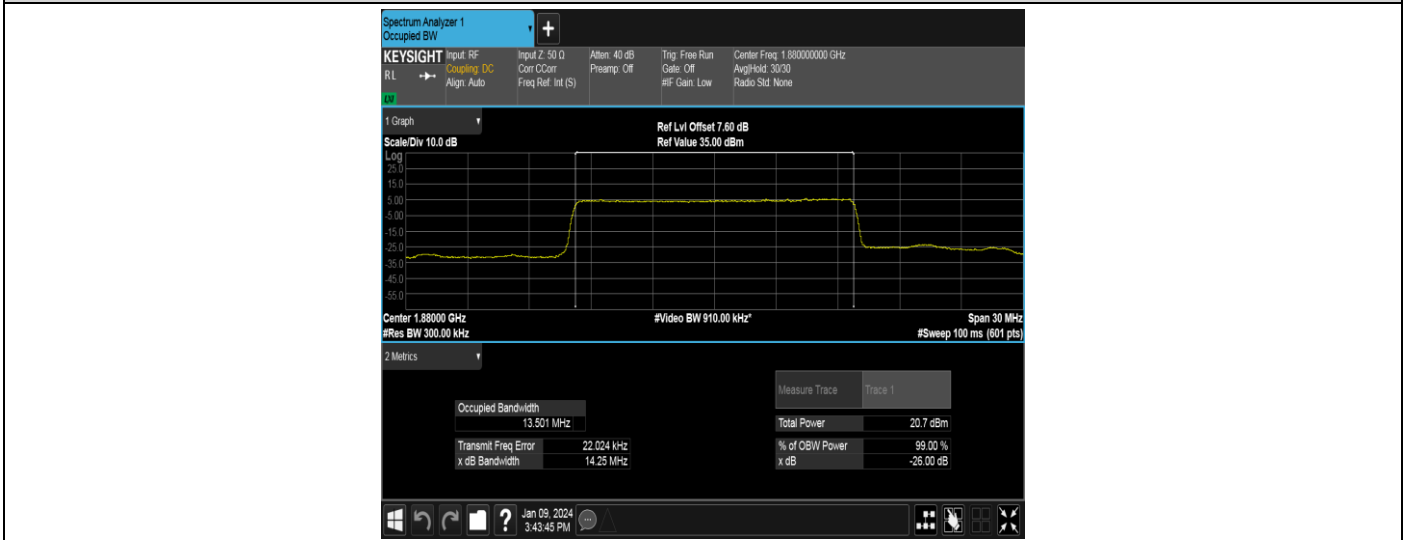 Spectrum Analyzer 1
Occupied BW
+
KEYSIGHT Input: RF Input Z: 50 Ω Atten: 40 dB Trig: Free Run Center Freq: 1.880000000 GHz
RL Coupling: DC Corr CCorr Preamp: Off Gate: Off Avg|Hold: 30/30
Align: Auto Freq Ref: Int (S) #IF Gain: Low Radio Std: None
LXI
1 Graph Ref Lvl Offset 7.60 dB
Scale/Div 10.0 dB Ref Value 35.00 dBm
Log
25.0
15.0
5.00
-5.00
-15.0
-25.0
-35.0
-45.0
-55.0
Center 1.88000 GHz #Video BW 910.00 kHz* Span 30 MHz
#Res BW 300.00 kHz #Sweep 100 ms (601 pts)
2 Metrics
Measure Trace Trace 1
Occupied Bandwidth
13.501 MHz Total Power 20.7 dBm
Transmit Freq Error 22.024 kHz % of OBW Power 99.00 %
x dB Bandwidth 14.25 MHz x dB -26.00 dB
? Jan 09, 2024
3:43:45 PM